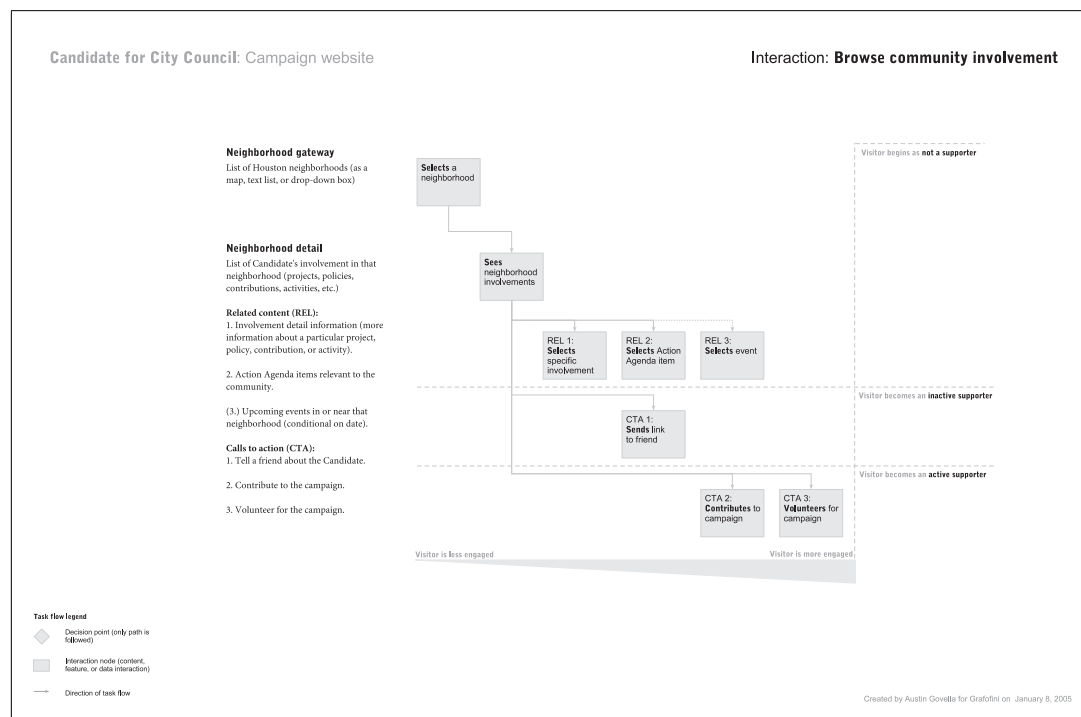 Candidate for City Council: Campaign website
Interaction: Browse community involvement
Neighborhood gateway
List of Houston neighborhoods (as a
map, text list, or drop-down box)
Neighborhood detail
List of Candidate's involvement in that
neighborhood (projects, policies,
contributions, activities, etc.)
Related content (REL):
1. Involvement detail information (more
information about a particular project,
policy, contribution, or activity).
2. Action Agenda items relevant to the
community.
(3.) Upcoming events in or near that
neighborhood (conditional on date).
Calls to action (CTA):
1. Tell a friend about the Candidate.
2. Contribute to the campaign.
3. Volunteer for the campaign.
Selects a
neighborhood
Sees
neighborhood
involvements
REL 1:
Selects
specific
involvement
REL 2:
Selects Action
Agenda item
REL 3:
Selects event
CTA 1:
Sends link
to friend
CTA 2:
Contributes to
campaign
CTA 3:
Volunteers for
campaign
Visitor begins as not a supporter
Visitor becomes an inactive supporter
Visitor becomes an active supporter
Visitor is less engaged
Visitor is more engaged
Task flow legend
Decision point (only path is
followed)
Interaction node (content,
feature, or data interaction)
Direction of task flow
Created by Austin Govella for Grafofini on January 8, 2005